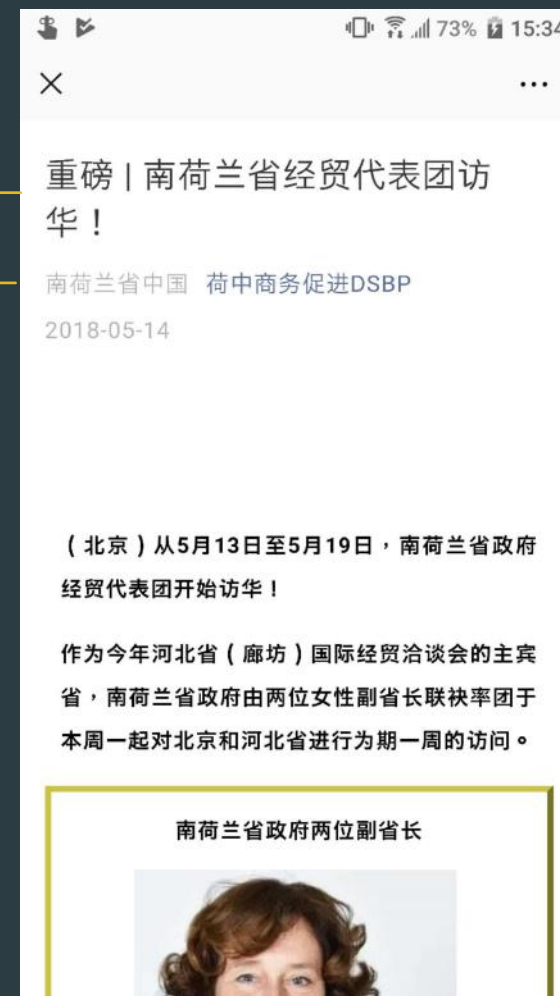 73% 15:34
重磅 | 南荷兰省经贸代表团访
华！
南荷兰省中国 荷中商务促进DSBP
2018-05-14
（北京）从5月13日至5月19日，南荷兰省政府
经贸代表团开始访华！
作为今年河北省（廊坊）国际经贸洽谈会的主宾
省，南荷兰省政府由两位女性副省长联袂率团于
本周一起对北京和河北省进行为期一周的访问。
南荷兰省政府两位副省长